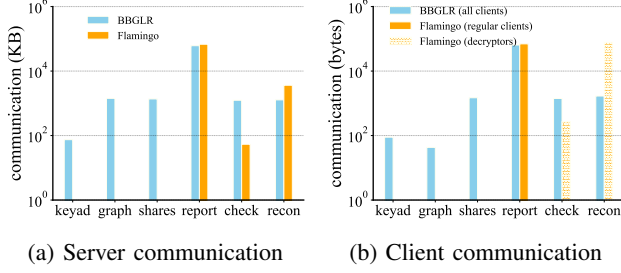 communication (KB)
10^6
10^4
10^2
10^0
BBGLR
Flamingo
keyad graph shares report check recon
(a) Server communication
communication (bytes)
10^6
10^4
10^2
10^0
BBGLR (all clients)
Flamingo (regular clients)
Flamingo (decryptors)
keyad graph shares report check recon
(b) Client communication